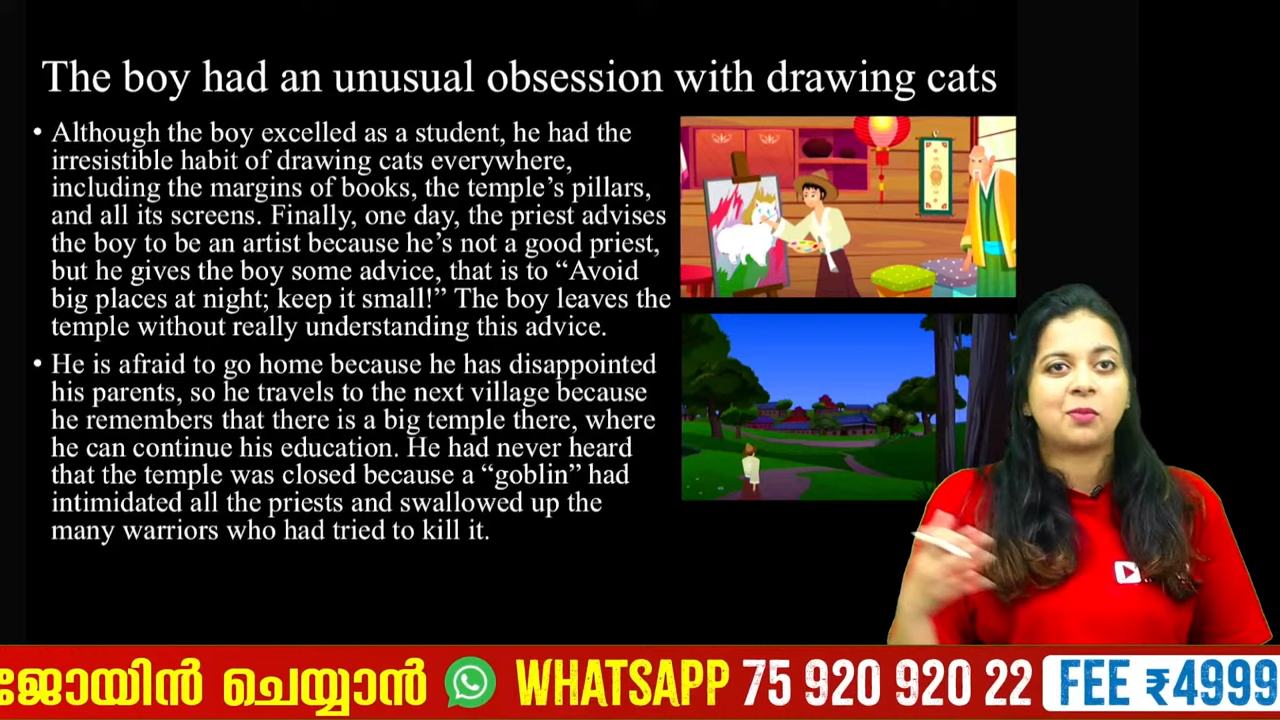 The boy had an unusual obsession with drawing cats
• Although the boy excelled as a student, he had the
irresistible habit of drawing cats everywhere,
including the margins of books, the temple’s pillars,
and all its screens. Finally, one day, the priest advises
the boy to be an artist because he’s not a good priest,
but he gives the boy some advice, that is to “Avoid
big places at night; keep it small!” The boy leaves the
temple without really understanding this advice.
• He is afraid to go home because he has disappointed
his parents, so he travels to the next village because
he remembers that there is a big temple there, where
he can continue his education. He had never heard
that the temple was closed because a “goblin” had
intimidated all the priests and swallowed up the
many warriors who had tried to kill it.
ജോയിൻ ചെയ്യാൻ WHATSAPP 75 920 920 22 FEE ₹4999